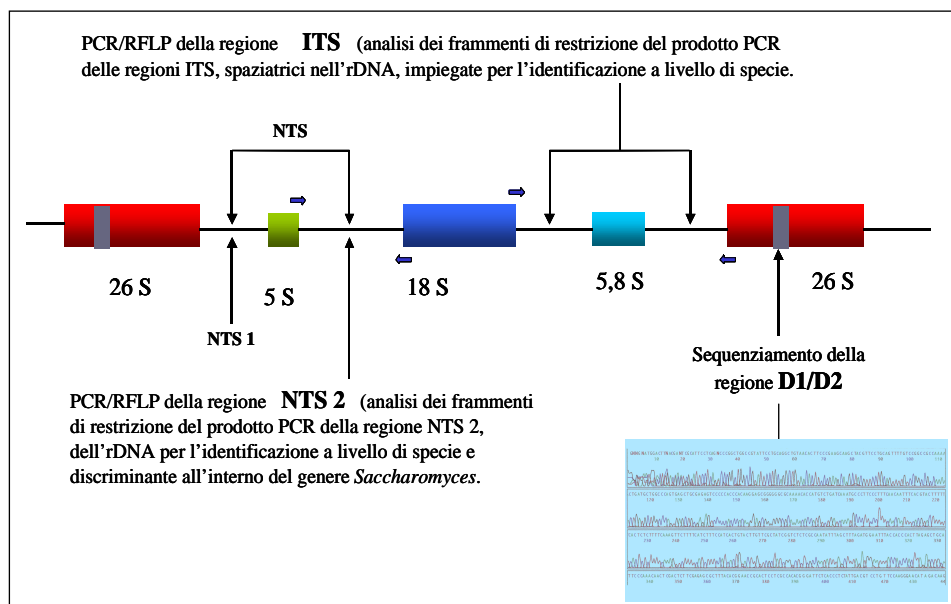 PCR/RFLP della regione ITS (analisi dei frammenti di restrizione del prodotto PCR
delle regioni ITS, spaziatrici nell'rDNA, impiegate per l'identificazione a livello di specie.
NTS
26 S
5 S
18 S
5,8 S
26 S
NTS 1
Sequenziamento della
regione D1/D2
PCR/RFLP della regione NTS 2 (analisi dei frammenti
di restrizione del prodotto PCR della regione NTS 2,
dell'rDNA per l'identificazione a livello di specie e
discriminante all'interno del genere Saccharomyces.